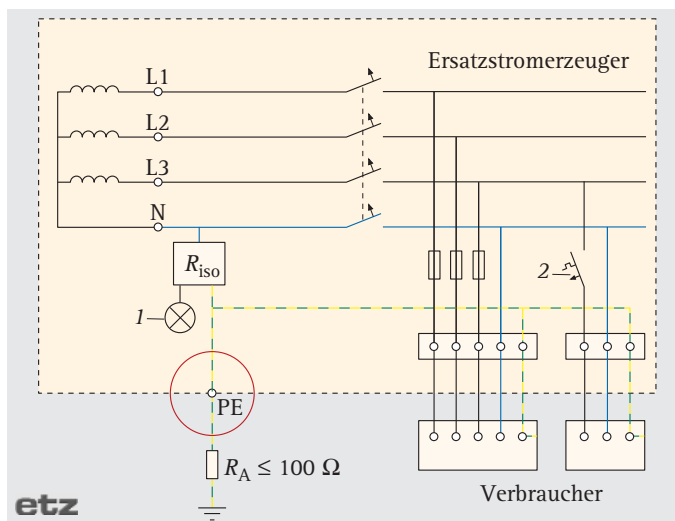 Ersatzstromerzeuger
L1
L2
L3
N
Riso
1
2
PE
RA ≤ 100 Ω
Verbraucher
etz